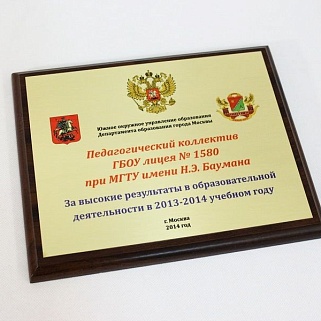 Южное окружное управление образования
Департамента образования города Москвы
Педагогический коллектив
ГБОУ лицея № 1580
при МГТУ имени Н.Э. Баумана
За высокие результаты в образовательной
деятельности в 2013-2014 учебном году
г. Москва
2014 год